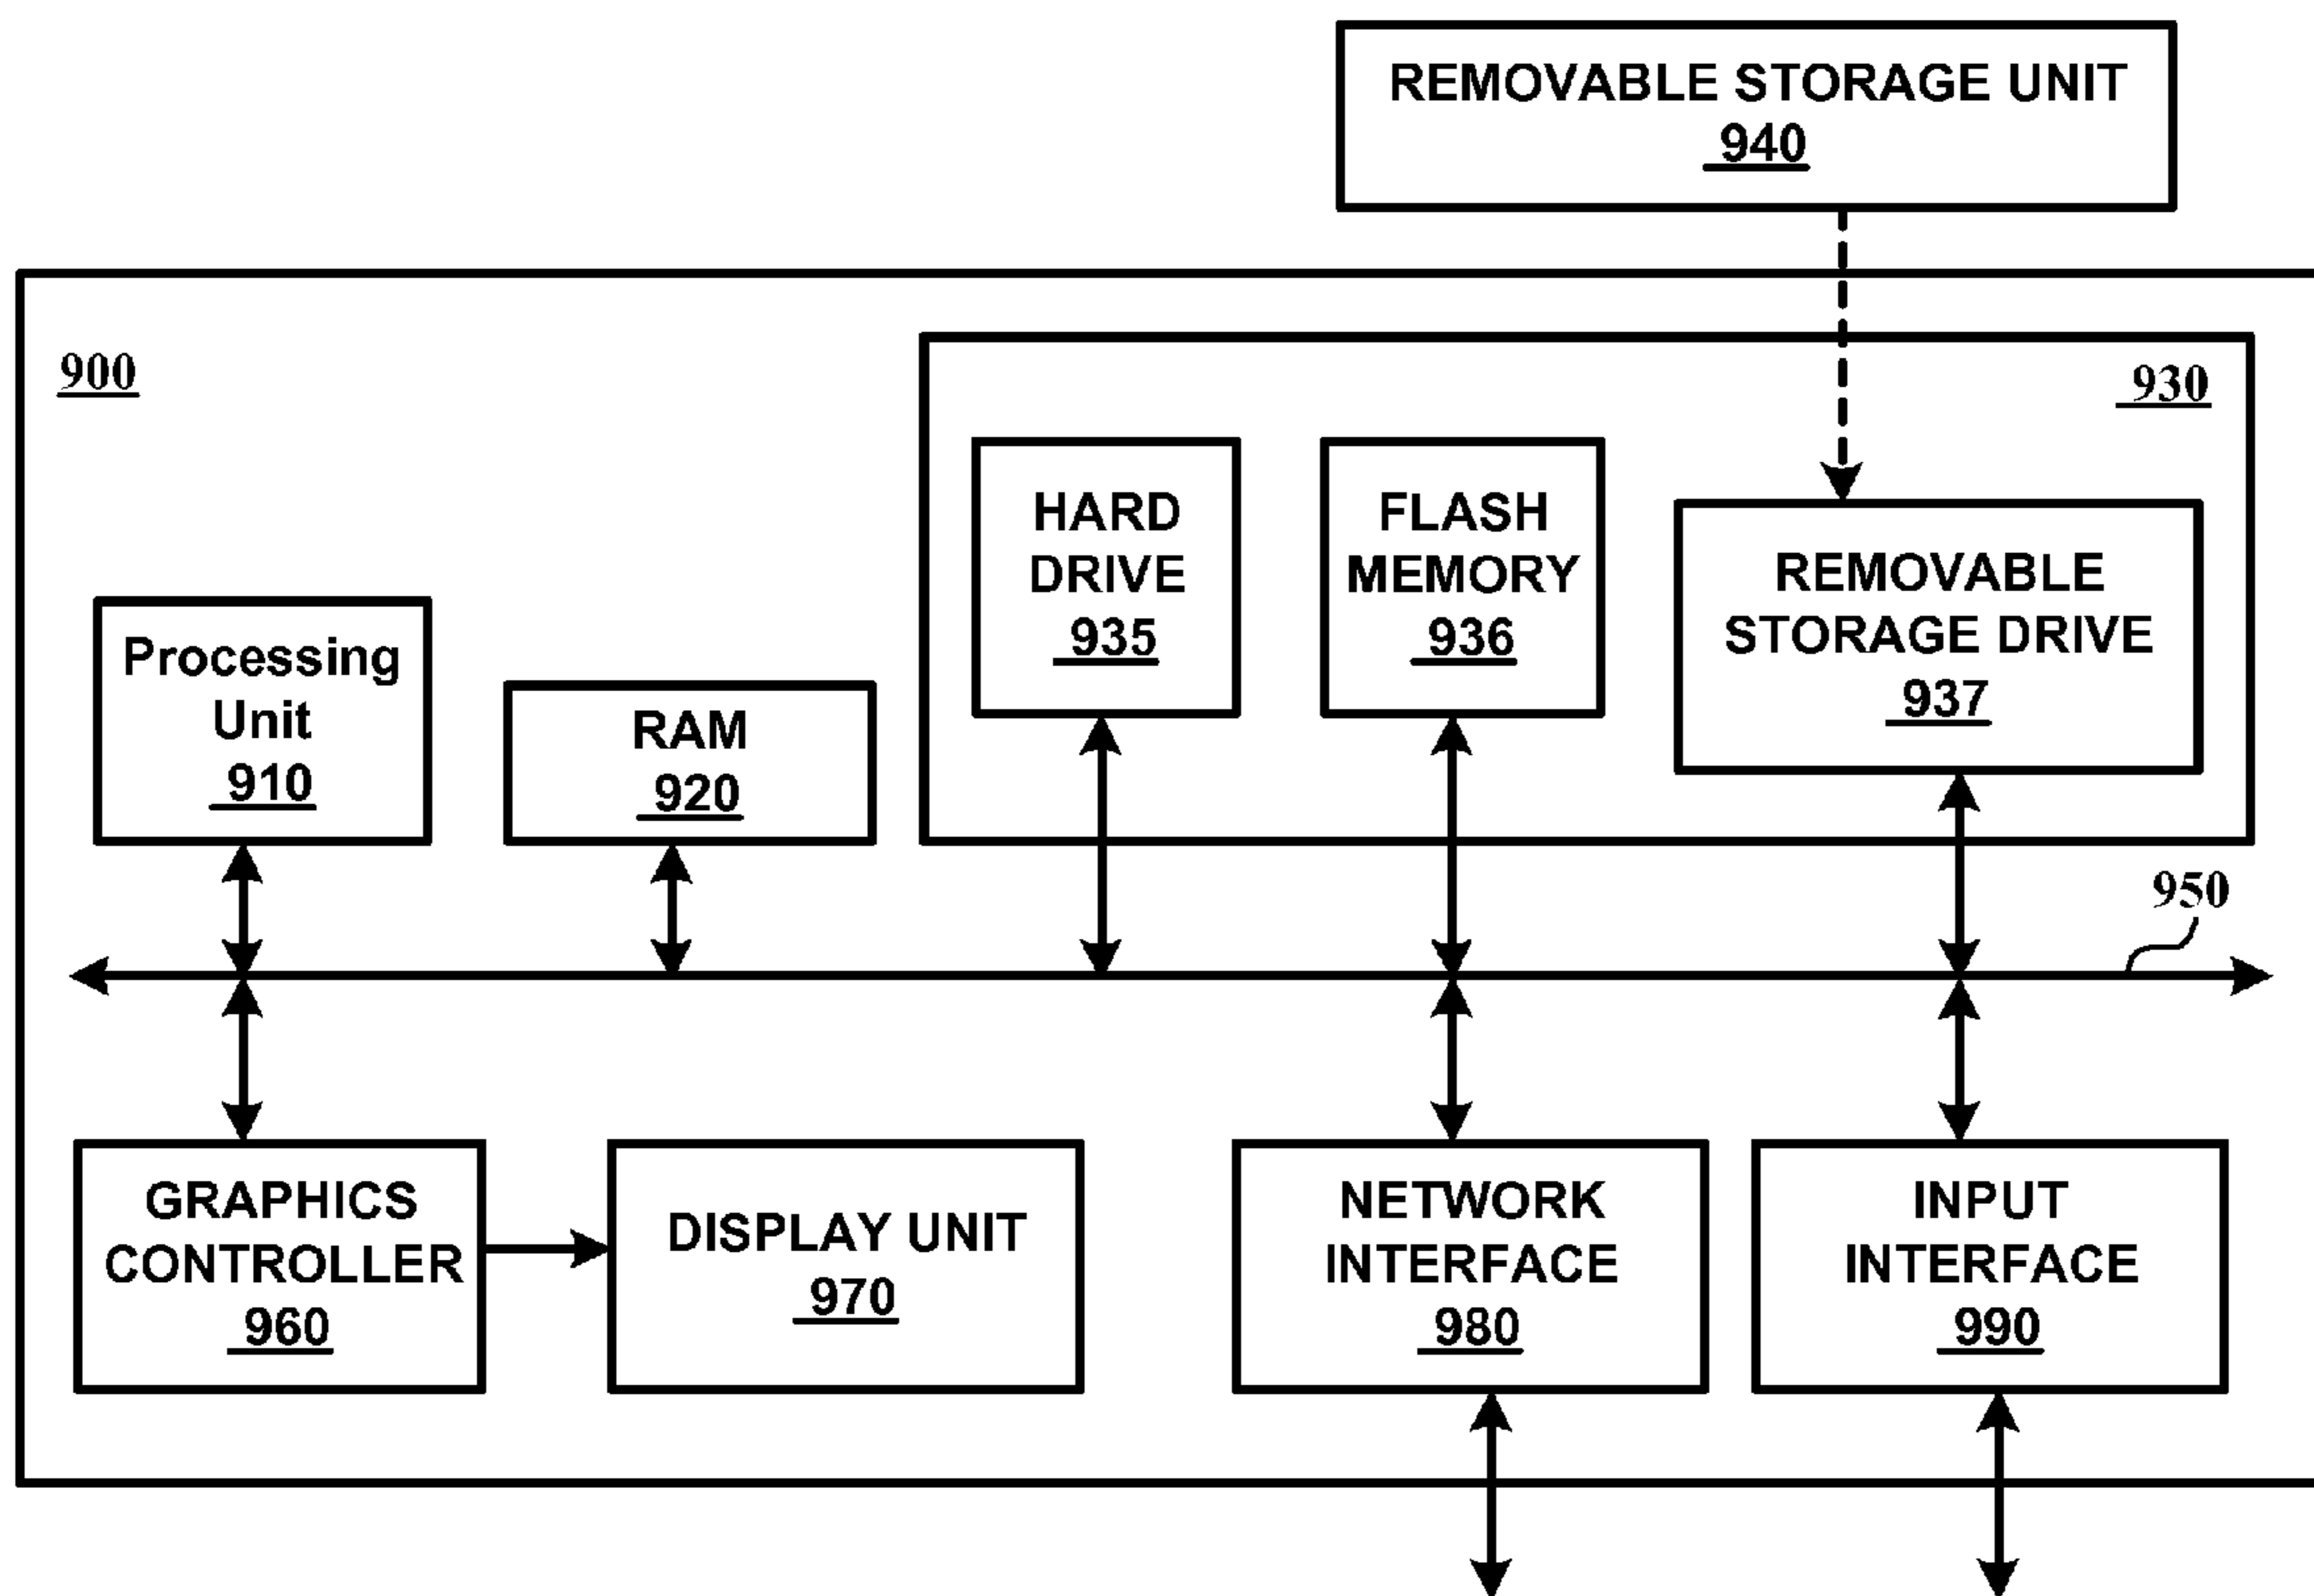 REMOVABLE STORAGE UNIT
940
900
930
HARD
DRIVE
935
FLASH
MEMORY
936
REMOVABLE
STORAGE DRIVE
937
Processing
Unit
910
RAM
920
950
GRAPHICS
CONTROLLER
960
DISPLAY UNIT
970
NETWORK
INTERFACE
980
INPUT
INTERFACE
990